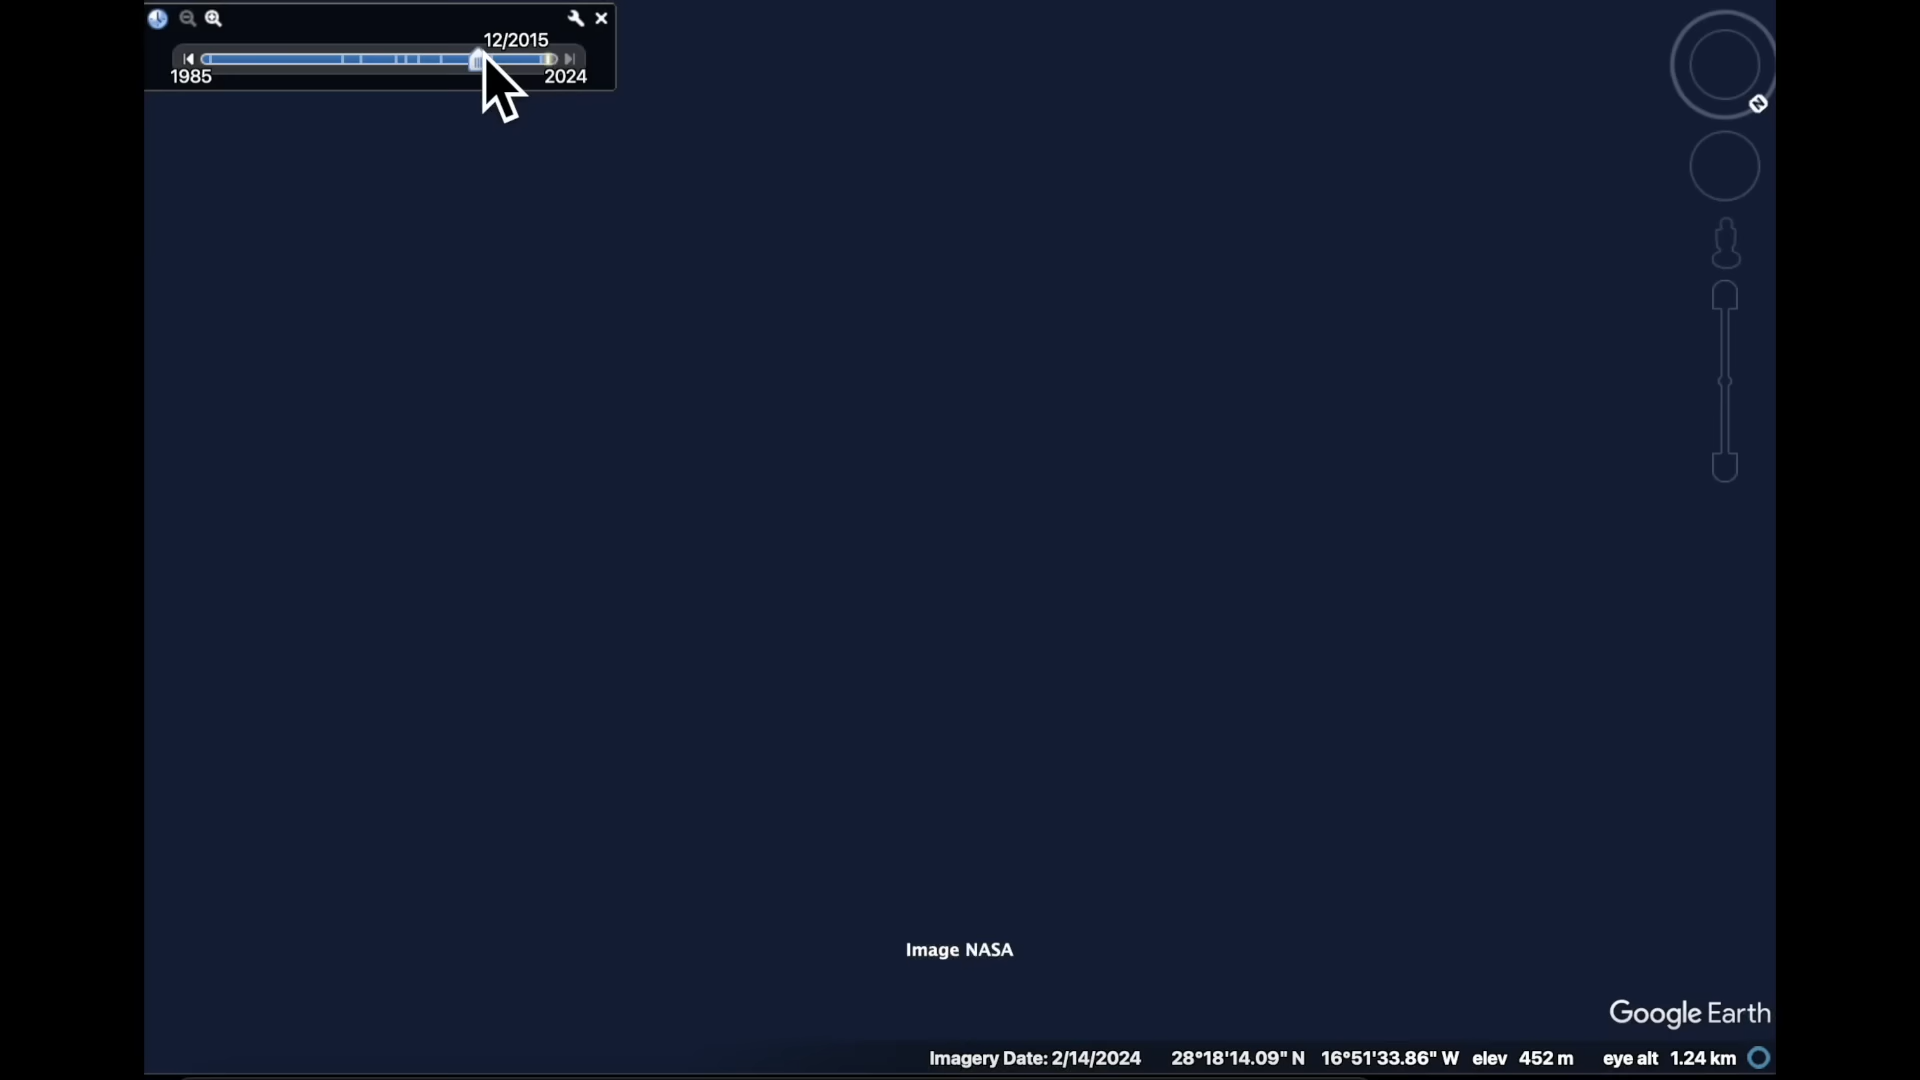 12/2015
1985
2024
N
Image NASA
Google Earth
Imagery Date: 2/14/2024 28°18'14.09" N 16°51'33.86" W elev 452 m eye alt 1.24 km